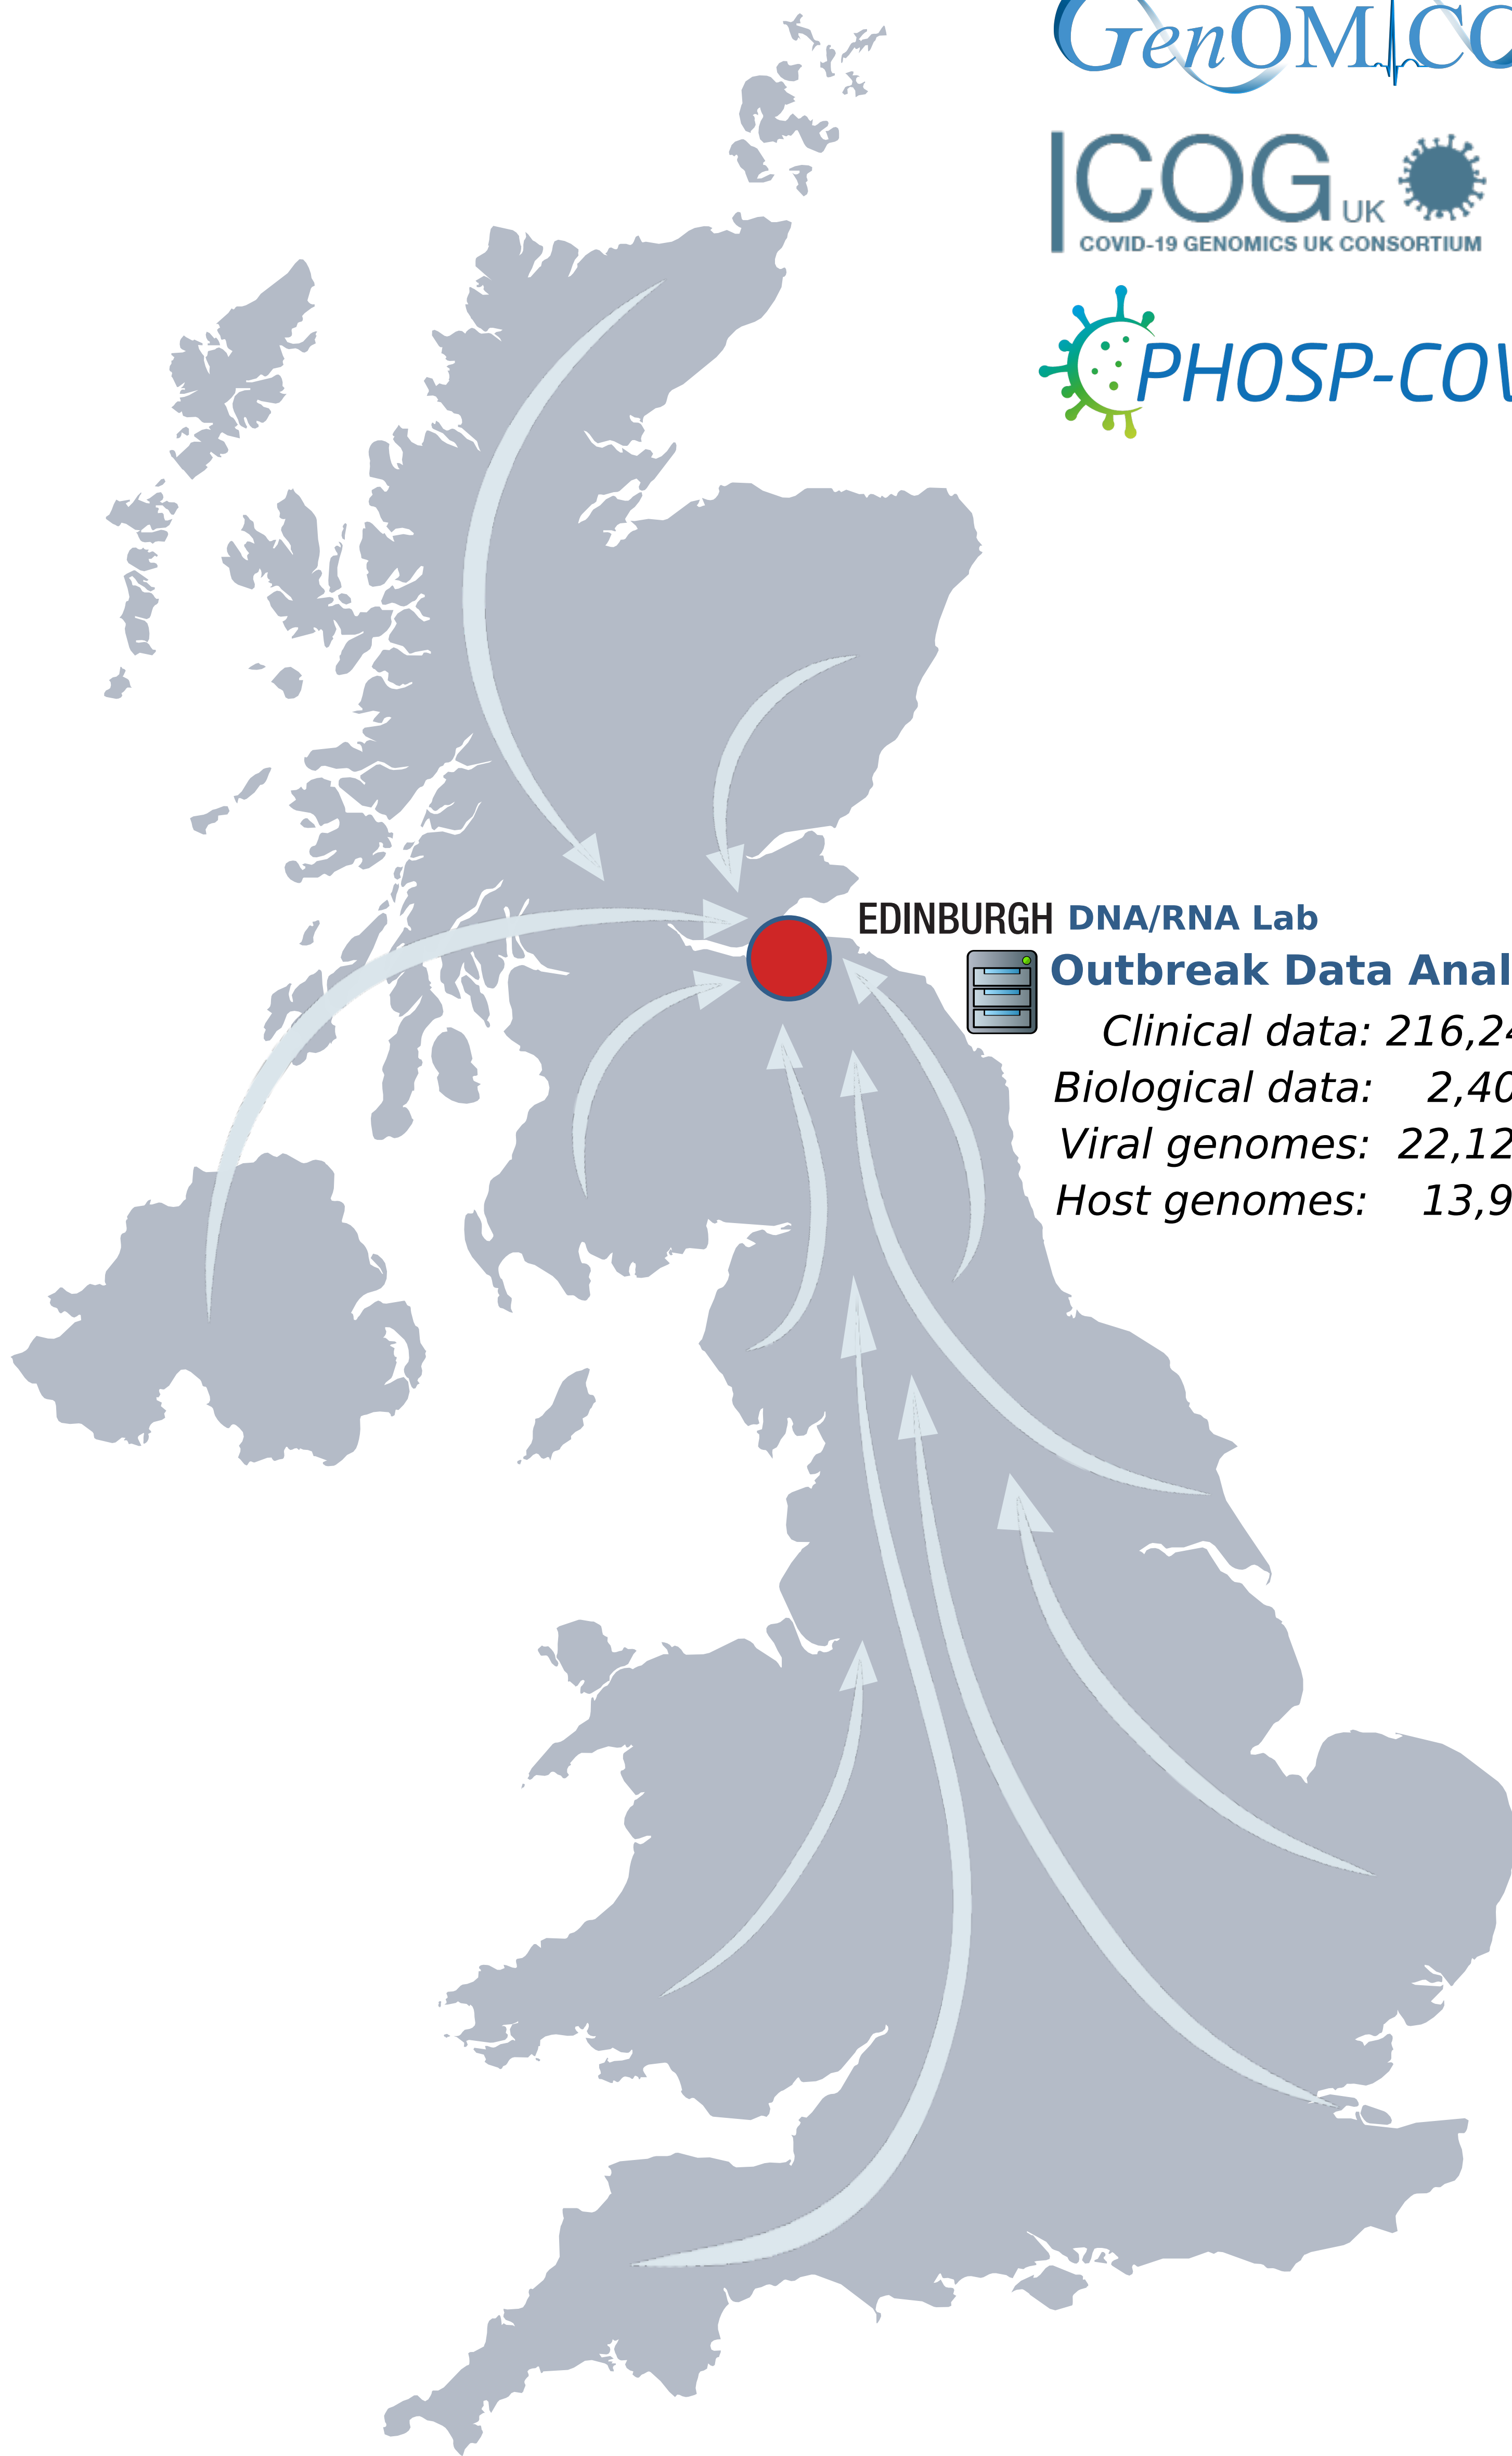 GenOMICC
COG UK
COVID-19 GENOMICS UK CONSORTIUM
PHOSP-COV
EDINBURGH DNA/RNA Lab
Outbreak Data Anal
Clinical data: 216,24
Biological data: 2,40
Viral genomes: 22,12
Host genomes: 13,9